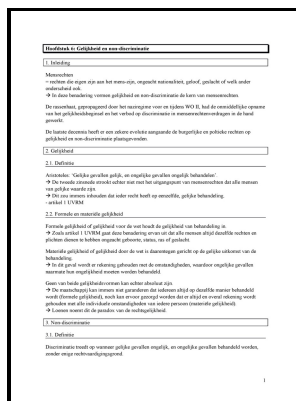 Hoofdstuk 6: Gelijkheid en non-discriminatie
1. Inleiding
Mensenrechten
= rechten die eigen zijn aan het mens-zijn, ongeacht nationaliteit, geloof, geslacht of welk ander
onderscheid ook.
→ In deze benadering vormen gelijkheid en non-discriminatie de kern van mensenrechten.
De rassenhaat, gepropageerd door het naziregime voor en tijdens WO II, had de onmiddellijke opname
van het gelijkheidsbeginsel en het verbod op discriminatie in mensenrechtenverdragen in de hand
gewerkt.
De laatste decennia heeft er een zekere evolutie aangaande de burgerlijke en politieke rechten op
gelijkheid en non-discriminatie plaatsgevonden.
2. Gelijkheid
2.1. Definitie
Aristoteles: ‘Gelijke gevallen gelijk, en ongelijke gevallen ongelijk behandelen’.
→ De tweede zinsnede strookt echter niet met het uitgangspunt van mensenrechten dat alle mensen
van gelijke waarde zijn.
→ Dit zou immers inhouden dat ieder recht heeft op eenzelfde, gelijke behandeling.
- artikel 1 UVRM
2.2. Formele en materiële gelijkheid
Formele gelijkheid of gelijkheid voor de wet houdt de gelijkheid van behandeling in.
→ Zoals artikel 1 UVRM gaat deze benadering ervan uit dat alle mensen altijd dezelfde rechten en
plichten dienen te hebben ongeacht geboorte, status, ras of geslacht.
Materiële gelijkheid of gelijkheid door de wet is daarentegen gericht op de gelijke uitkomst van de
behandeling.
→ In dit geval wordt er rekening gehouden met de omstandigheden, waardoor ongelijke gevallen
naarmate hun ongelijkheid moeten worden behandeld.
Geen van beide gelijkheidsvormen kan echter absoluut zijn.
→ De maatschappij kan immers niet garanderen dat iedereen altijd op dezelfde manier behandeld
wordt (formele gelijkheid), noch kan ervoor gezorgd worden dat er altijd en overal rekening wordt
gehouden met alle individuele omstandigheden van iedere persoon (materiële gelijkheid).
→ Loenen noemt dit de paradox van de rechtsgelijkheid.
3. Non-discriminatie
3.1. Definitie
Discriminatie treedt op wanneer gelijke gevallen ongelijk, en ongelijke gevallen behandeld worden,
zonder enige rechtvaardigingsgrond.
1